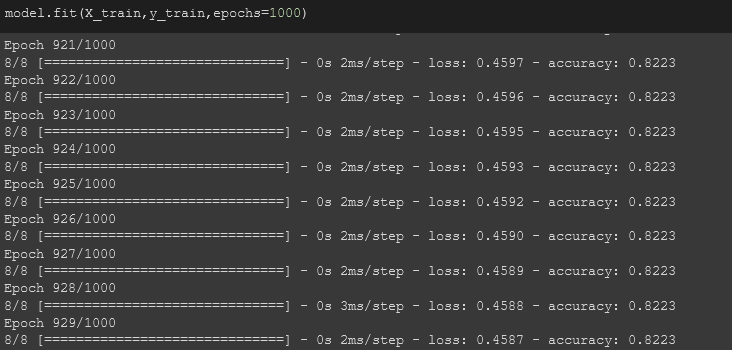 model.fit(X_train,y_train,epochs=1000)
Epoch 921/1000
8/8 [==============================] - 0s 2ms/step - loss: 0.4597 - accuracy: 0.8223
Epoch 922/1000
8/8 [==============================] - 0s 2ms/step - loss: 0.4596 - accuracy: 0.8223
Epoch 923/1000
8/8 [==============================] - 0s 2ms/step - loss: 0.4595 - accuracy: 0.8223
Epoch 924/1000
8/8 [==============================] - 0s 2ms/step - loss: 0.4593 - accuracy: 0.8223
Epoch 925/1000
8/8 [==============================] - 0s 2ms/step - loss: 0.4592 - accuracy: 0.8223
Epoch 926/1000
8/8 [==============================] - 0s 2ms/step - loss: 0.4590 - accuracy: 0.8223
Epoch 927/1000
8/8 [==============================] - 0s 2ms/step - loss: 0.4589 - accuracy: 0.8223
Epoch 928/1000
8/8 [==============================] - 0s 3ms/step - loss: 0.4588 - accuracy: 0.8223
Epoch 929/1000
8/8 [==============================] - 0s 2ms/step - loss: 0.4587 - accuracy: 0.8223